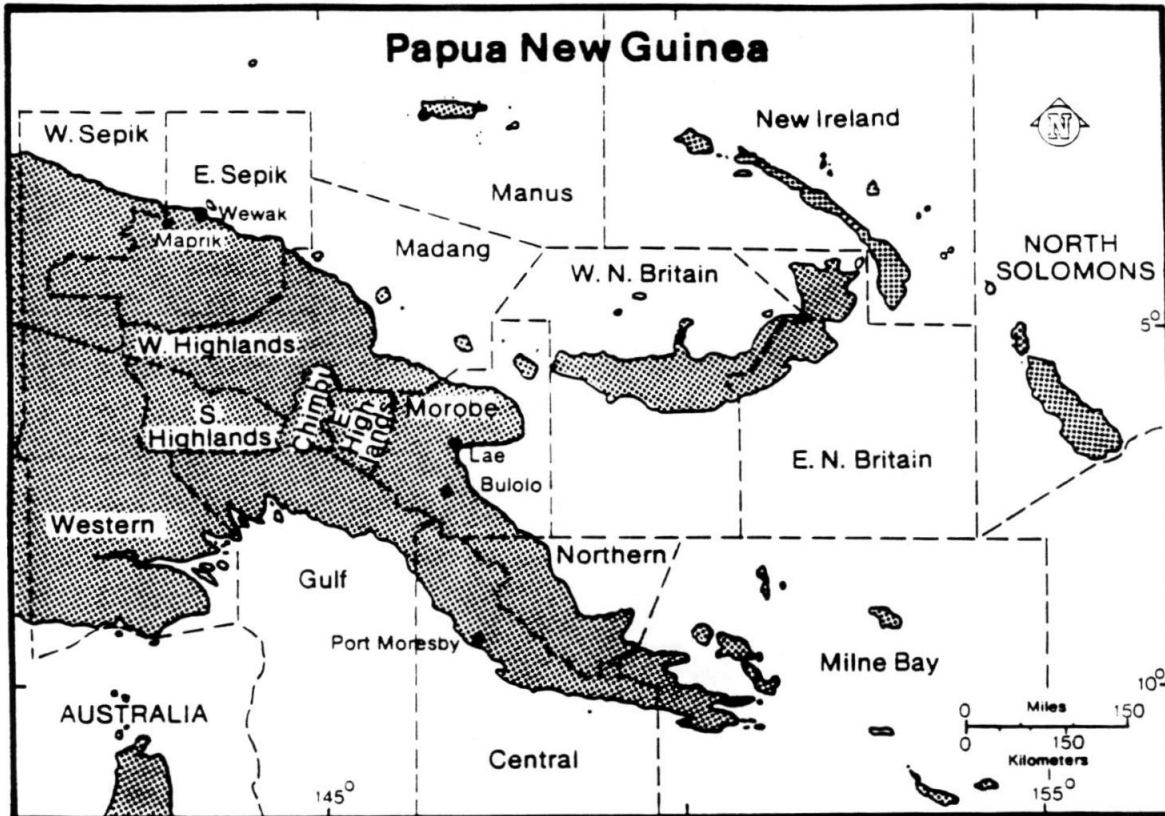 Papua New Guinea
W. Sepik
New Ireland
N
E. Sepik
Manus
Wewak
Maprik
Madang
NORTH
SOLOMONS
W. N. Britain
5°
W. Highlands
Chimbu
E.
High-
lands
Morobe
S.
Highlands
Lae
E. N. Britain
Bulolo
Western
Northern
Gulf
Port Moresby
Milne Bay
10°
AUSTRALIA
0 Miles 150
0 150
Kilometers
Central
145°
155°